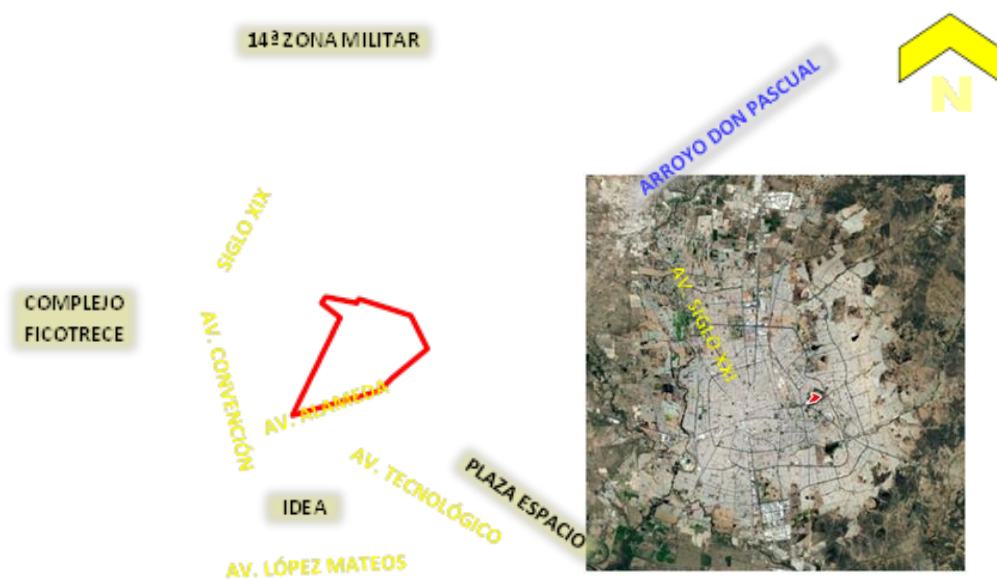 14ª ZONA MILITAR
N
ARROYO DON PASCUAL
SIGLO XIX
COMPLEJO
FICOTRECE
AV. CONVENCIÓN
AV. SIGLO XXI
AV. ALAMEDA
AV. TECNOLÓGICO
PLAZA ESPACIO
IDEA
AV. LÓPEZ MATEOS